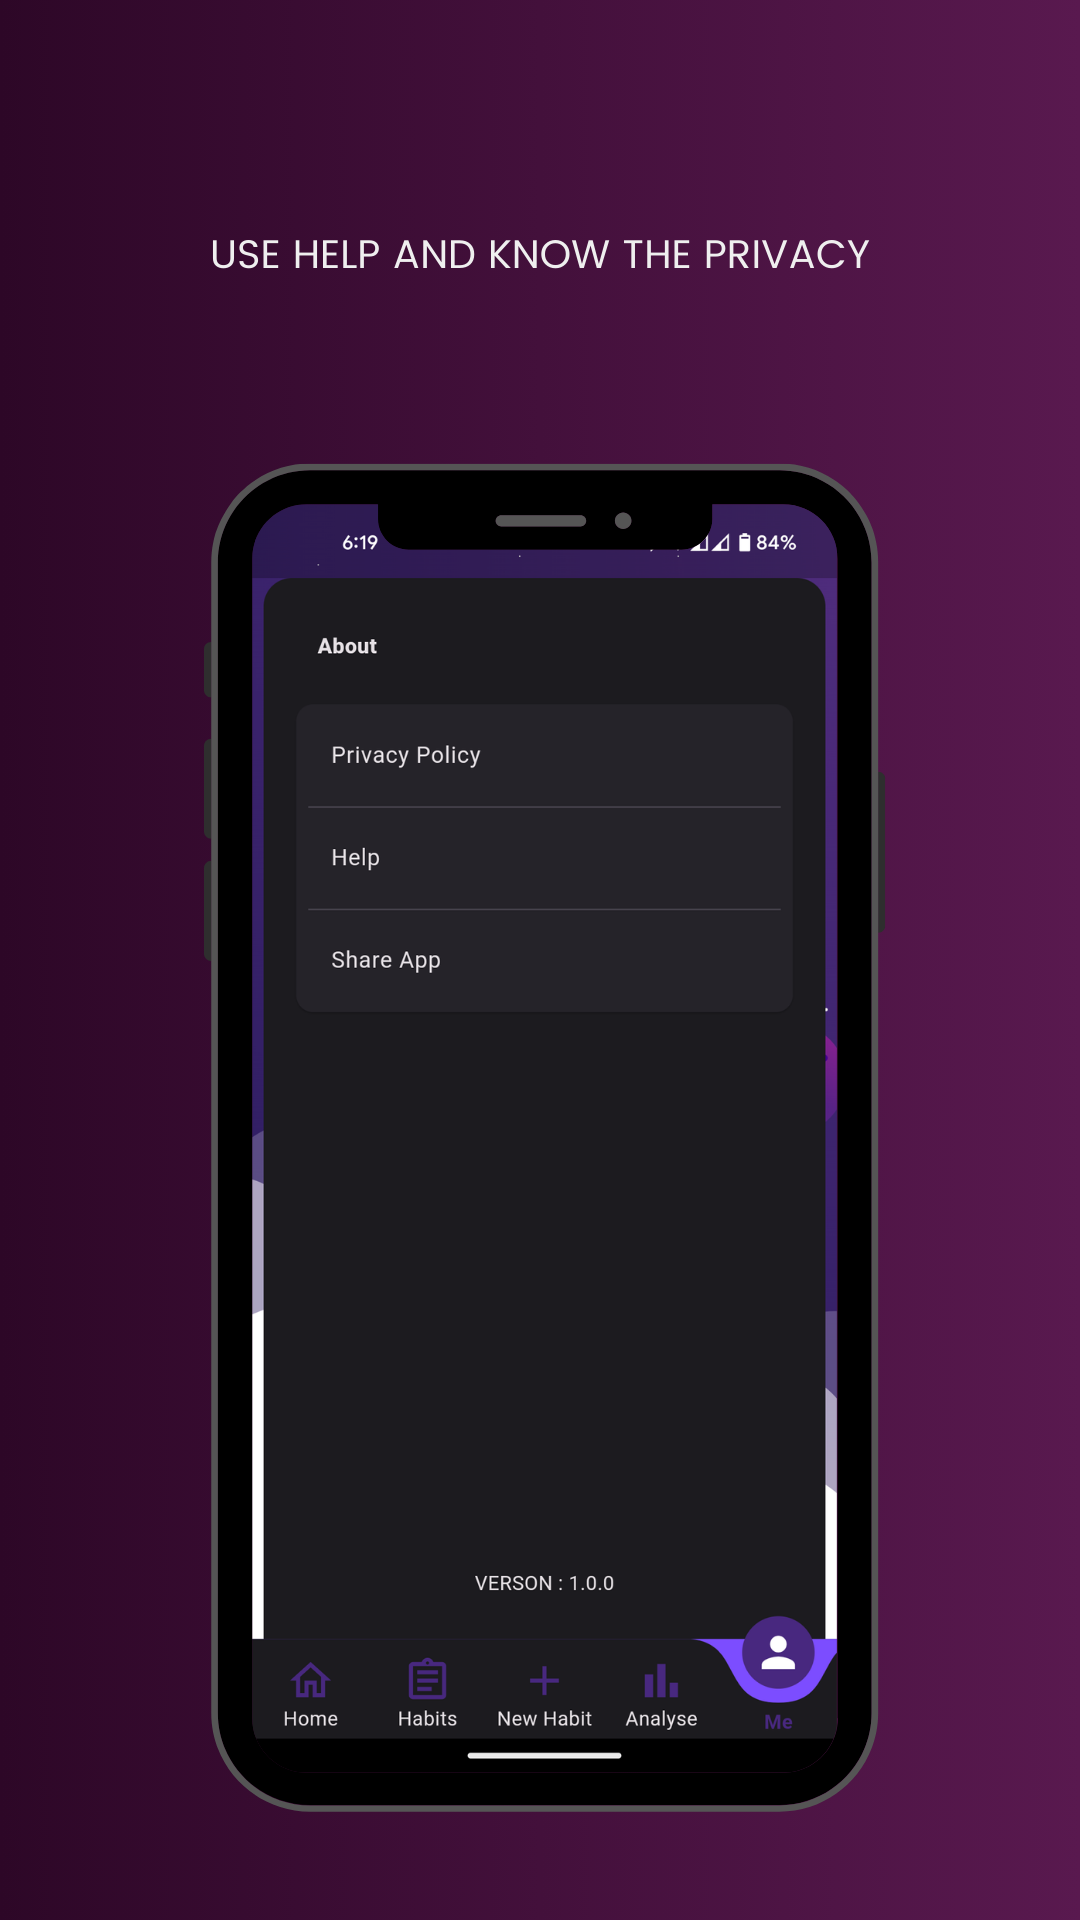 USE HELP AND KNOW THE PRIVACY
6:19
84%
About
Privacy Policy
Help
Share App
VERSON : 1.0.0
Home
Habits
New Habit
Analyse
Me